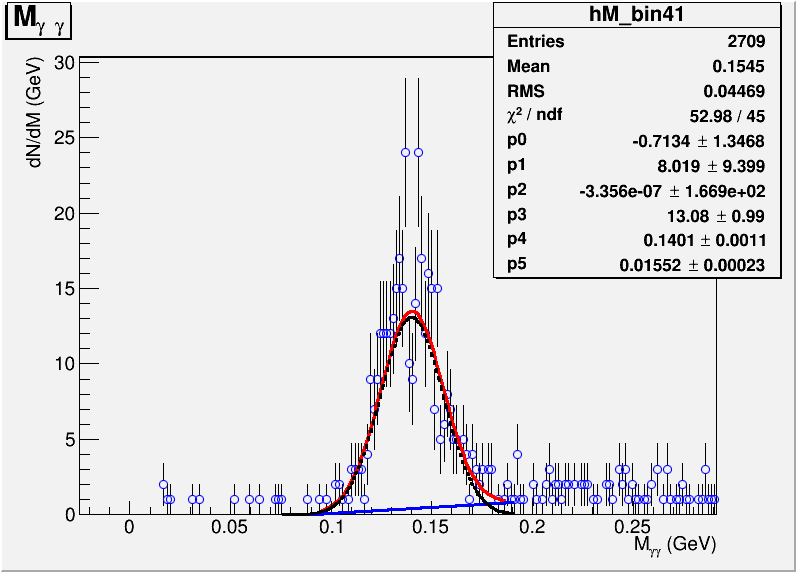 M_γ γ
hM_bin41
Entries 2709
Mean 0.1545
RMS 0.04469
χ² / ndf 52.98 / 45
p0 -0.7134 ± 1.3468
p1 8.019 ± 9.399
p2 -3.356e-07 ± 1.669e+02
p3 13.08 ± 0.99
p4 0.1401 ± 0.0011
p5 0.01552 ± 0.00023
dN/dM (GeV)
30
25
20
15
10
5
0
0 0.05 0.1 0.15 0.2 0.25
M_γγ (GeV)